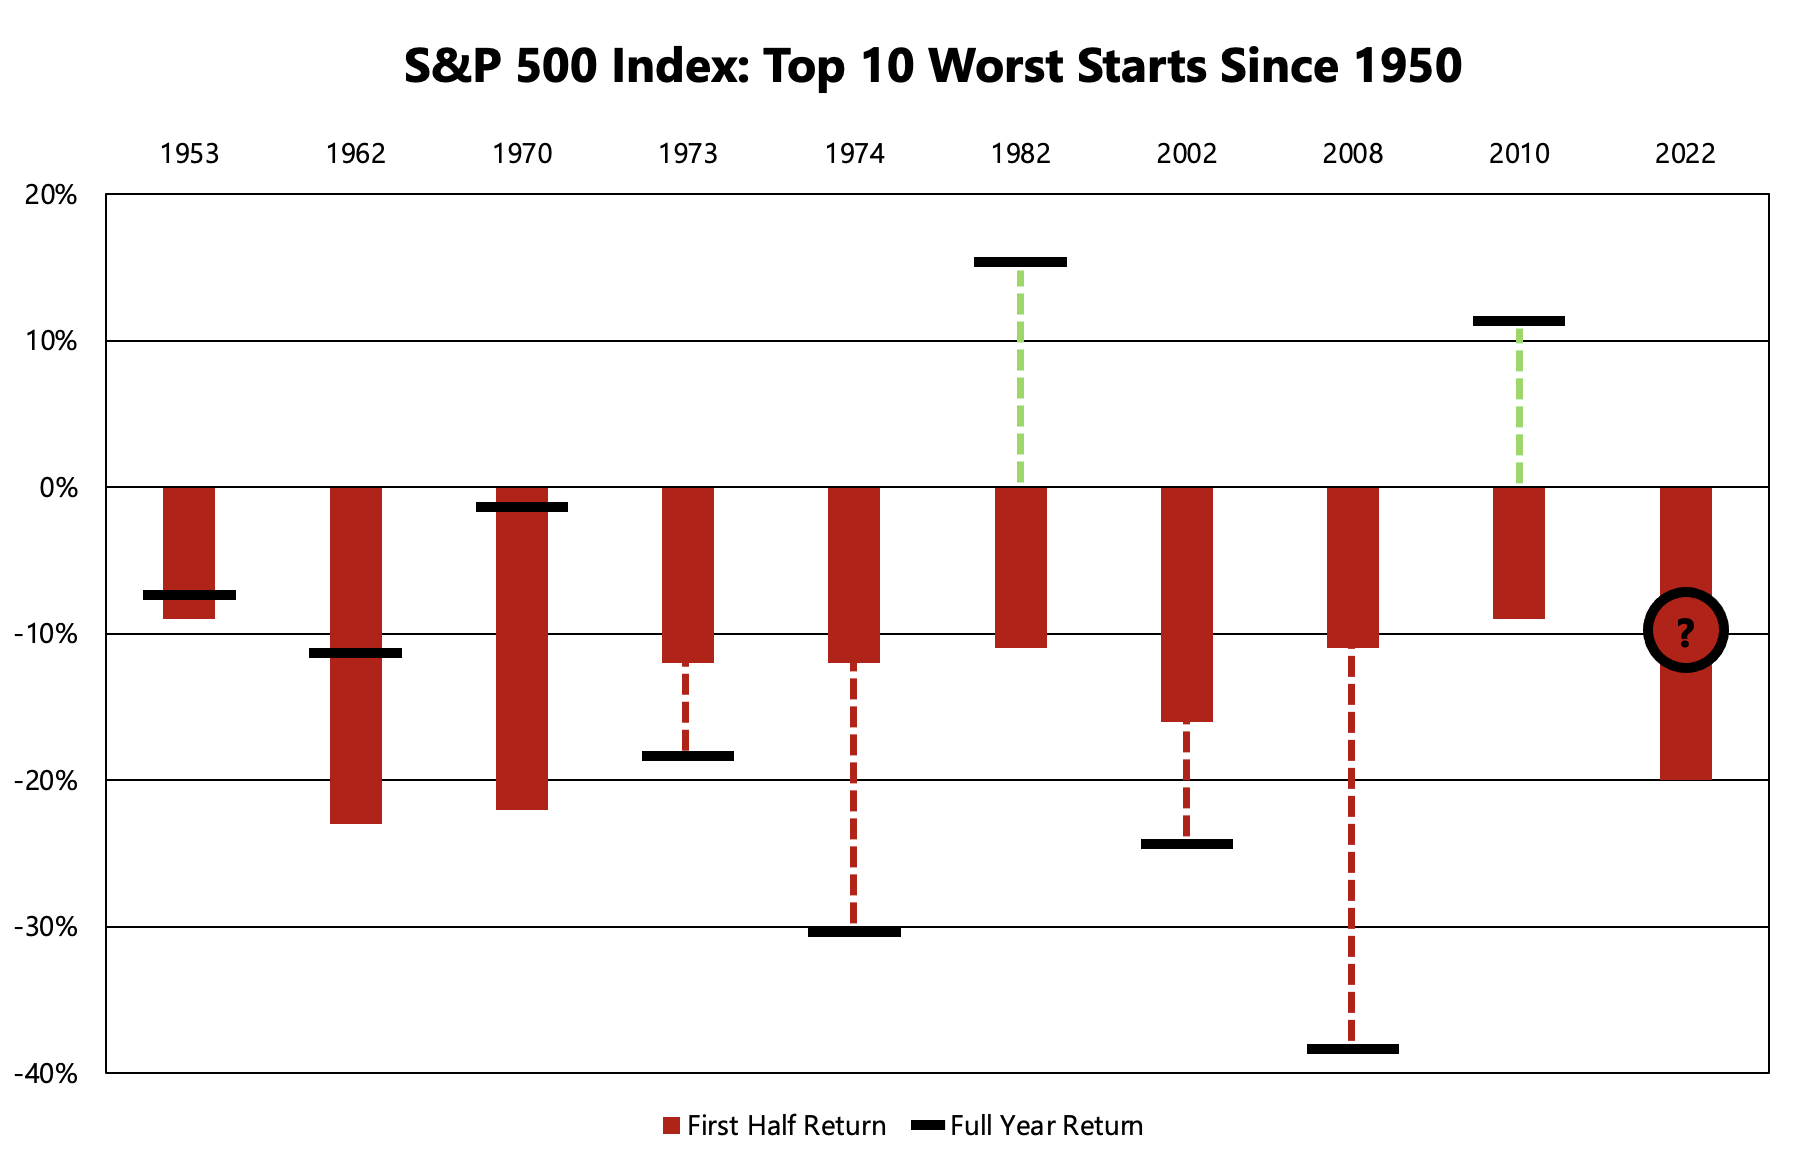 S&P 500 Index: Top 10 Worst Starts Since 1950
1953 1962 1970 1973 1974 1982 2002 2008 2010 2022
20%
10%
0%
-10%
?
-20%
-30%
-40%
First Half Return Full Year Return